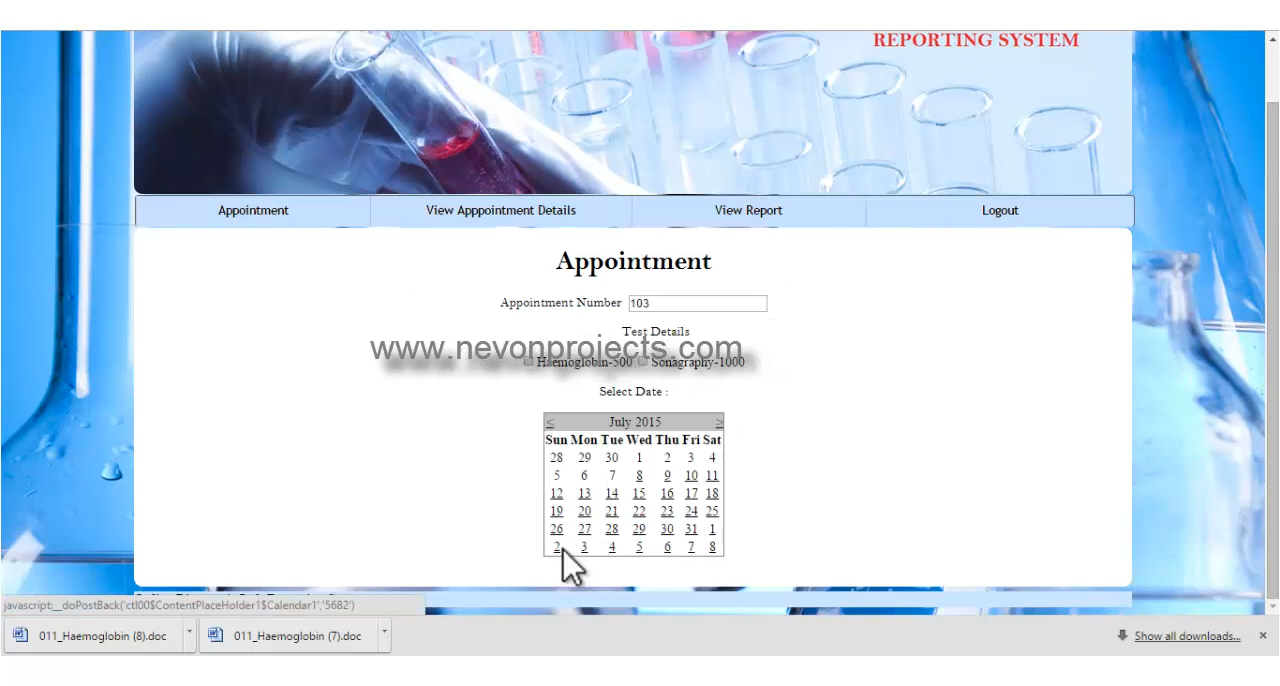 REPORTING SYSTEM
Appointment View Apppointment Details View Report Logout
Appointment
Appointment Number 103
Test Details
www.nevonprojects.com
Haemoglobin-500 Sonagraphy-1000
Select Date :
< July 2015 >
Sun Mon Tue Wed Thu Fri Sat
28 29 30 1 2 3 4
5 6 7 8 9 10 11
12 13 14 15 16 17 18
19 20 21 22 23 24 25
26 27 28 29 30 31 1
2 3 4 5 6 7 8
javascript:__doPostBack('ctl00$ContentPlaceHolder1$Calendar1','5682')
011_Haemoglobin (8).doc 011_Haemoglobin (7).doc Show all downloads...